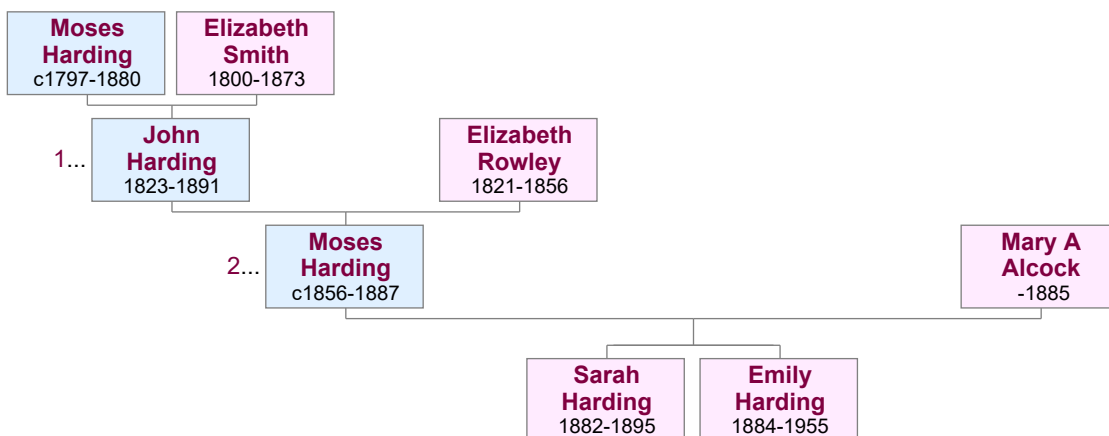 Moses
Harding
c1797-1880
Elizabeth
Smith
1800-1873
1...
John
Harding
1823-1891
Elizabeth
Rowley
1821-1856
2...
Moses
Harding
c1856-1887
Mary A
Alcock
-1885
Sarah
Harding
1882-1895
Emily
Harding
1884-1955